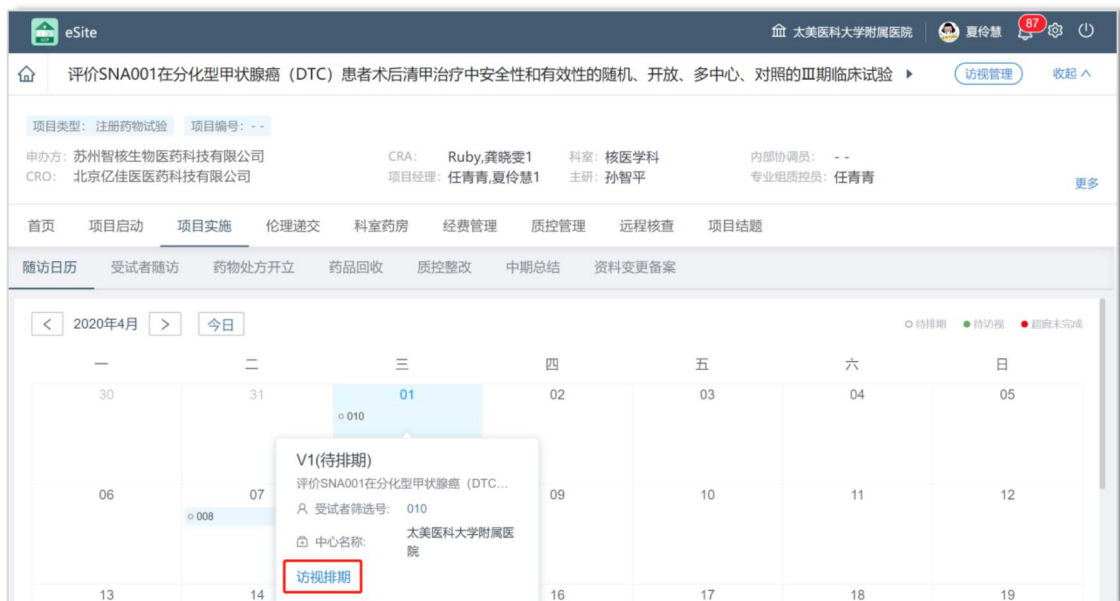 eSite 太美医科大学附属医院 夏伶慧 87
评价SNA001在分化型甲状腺癌（DTC）患者术后清甲治疗中安全性和有效性的随机、开放、多中心、对照的Ⅲ期临床试验 访视管理 收起
项目类型： 注册药物试验 项目编号：- -
申办方：苏州智核生物医药科技有限公司 CRA： Ruby,龚晓雯1 科室：核医学科 内部协调员： - -
CRO： 北京亿佳医医药科技有限公司 项目经理：任青青,夏伶慧1 主研：孙智平 专业组质控员：任青青
更多
首页 项目启动 项目实施 伦理递交 科室药房 经费管理 质控管理 远程核查 项目结题
随访日历 受试者随访 药物处方开立 药品回收 质控整改 中期总结 资料变更备案
< 2020年4月 > 今日 待排期 待访视 超窗未完成
一 二 三 四 五 六 日
30 31 01 02 03 04 05
010
V1(待排期)
评价SNA001在分化型甲状腺癌（DTC...
06 07 09 10 11 12
008
受试者筛选号： 010
中心名称: 太美医科大学附属医
院
访视排期
13 14 16 17 18 19